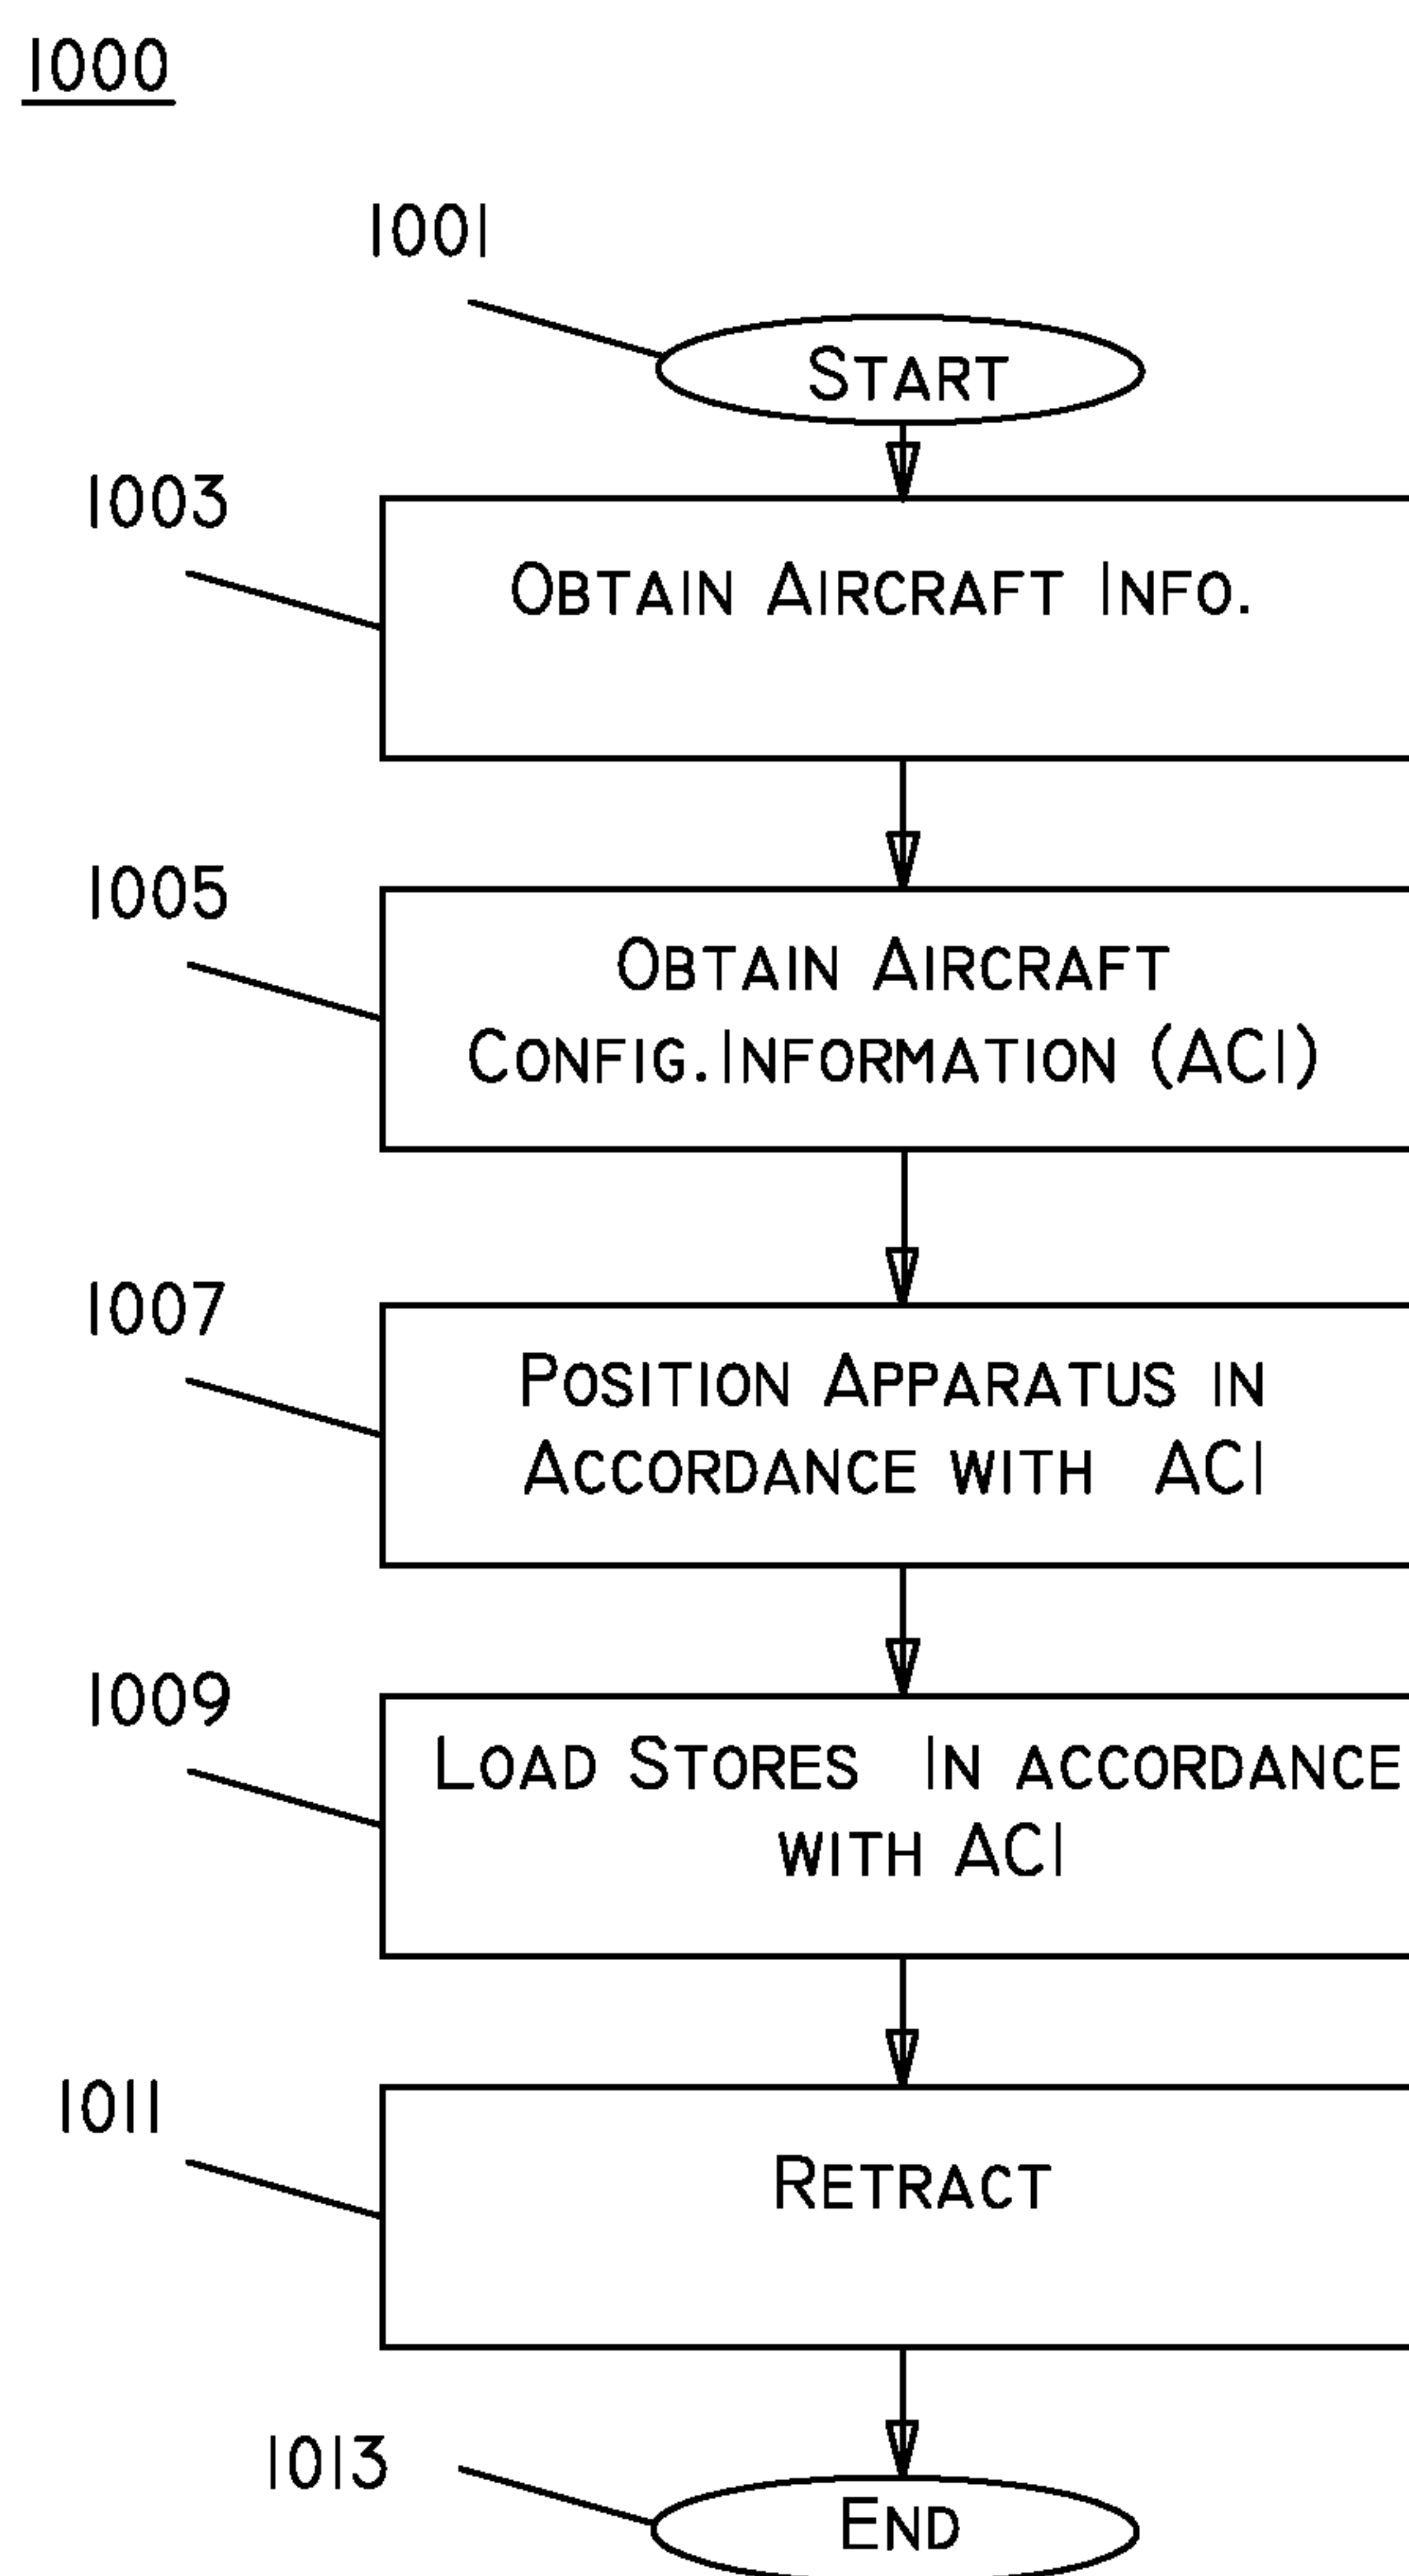 1000
1001
START
1003
OBTAIN AIRCRAFT INFO.
1005
OBTAIN AIRCRAFT
CONFIG. INFORMATION (ACI)
1007
POSITION APPARATUS IN
ACCORDANCE WITH ACI
1009
LOAD STORES IN ACCORDANCE
WITH ACI
1011
RETRACT
1013
END